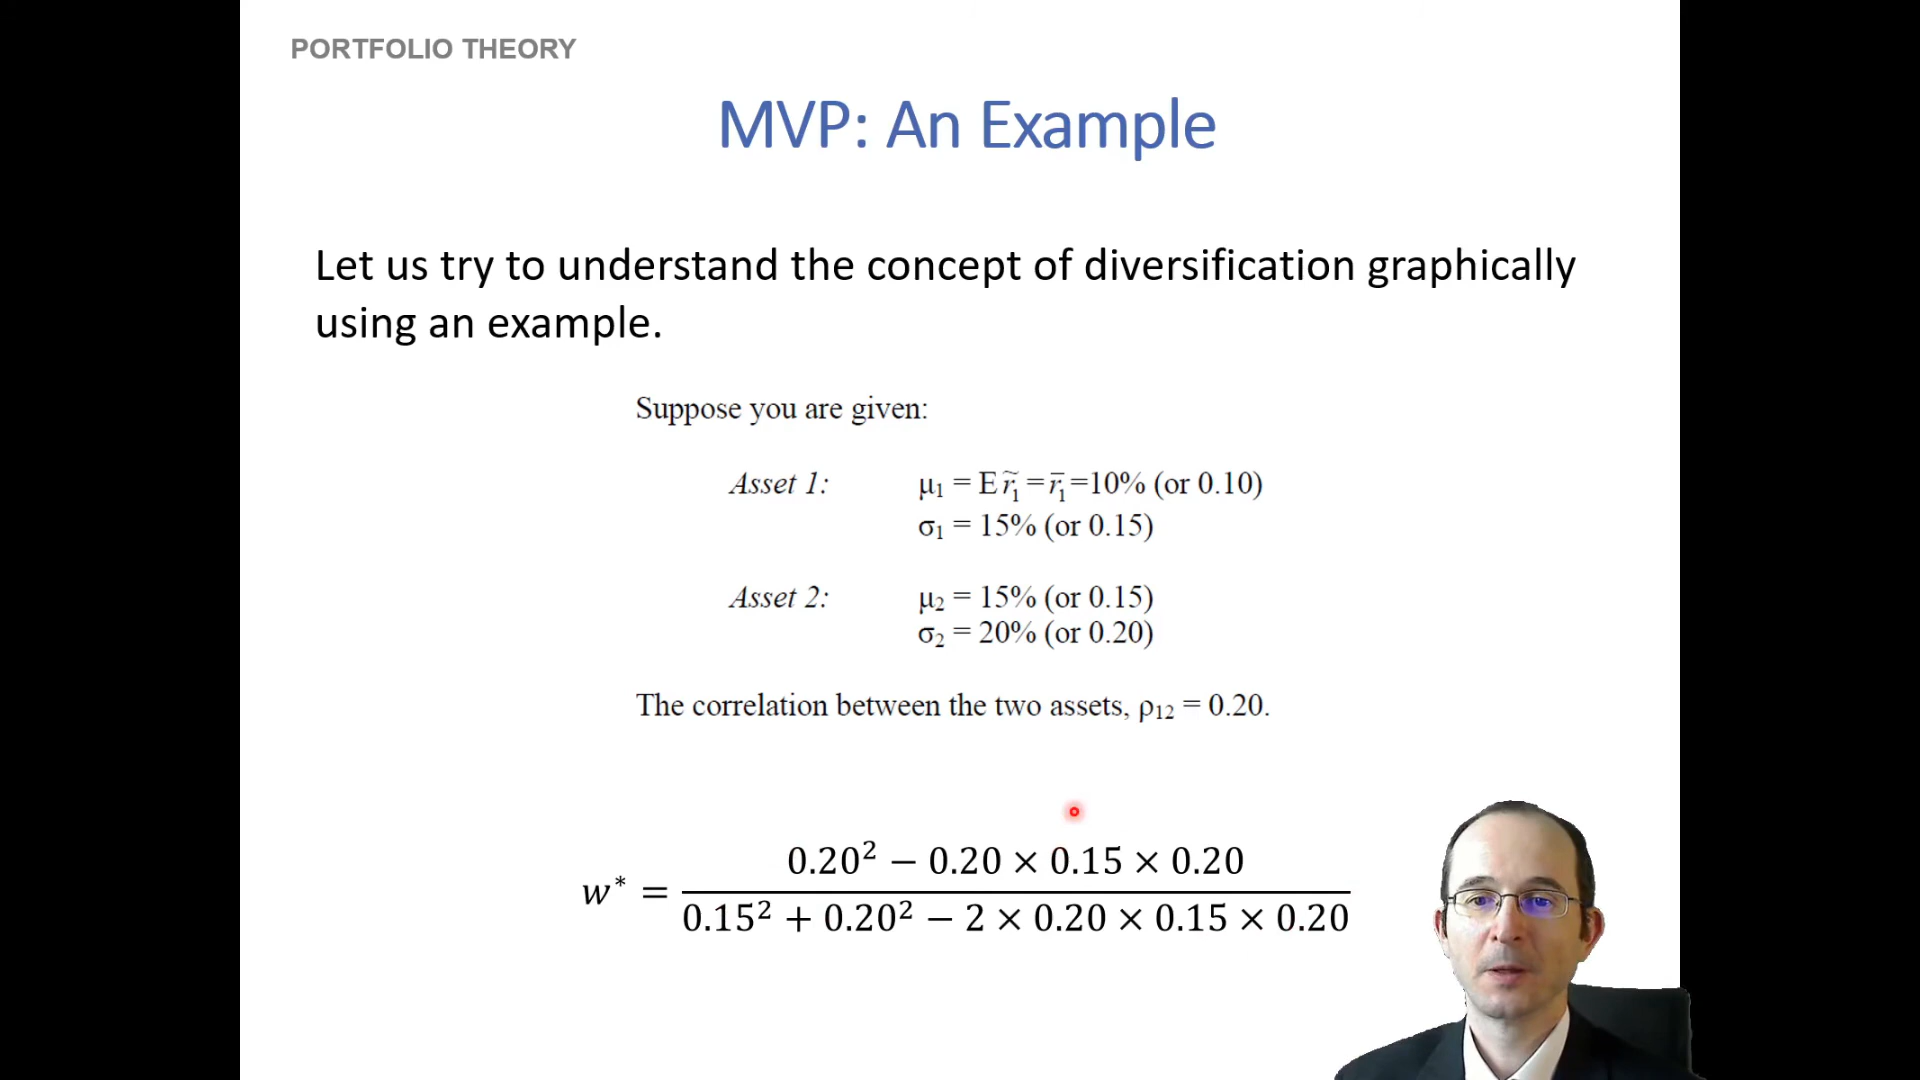 PORTFOLIO THEORY
MVP: An Example
Let us try to understand the concept of diversification graphically
using an example.
Suppose you are given:
Asset 1: μ₁ = E r̃₁ = r̄₁ =10% (or 0.10)
σ₁ = 15% (or 0.15)
Asset 2: μ₂ = 15% (or 0.15)
σ₂ = 20% (or 0.20)
The correlation between the two assets, ρ₁₂ = 0.20.
0.20² − 0.20 × 0.15 × 0.20
w* =
0.15² + 0.20² − 2 × 0.20 × 0.15 × 0.20